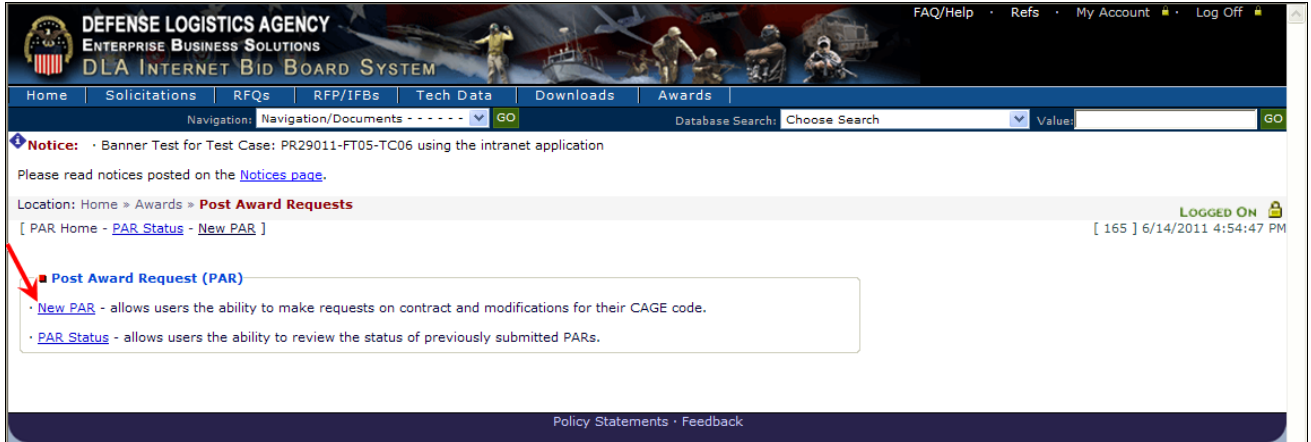 DEFENSE LOGISTICS AGENCY
ENTERPRISE BUSINESS SOLUTIONS
DLA INTERNET BID BOARD SYSTEM
FAQ/Help · Refs · My Account · Log Off
Home | Solicitations | RFQs | RFP/IFBs | Tech Data | Downloads | Awards |
Navigation: Navigation/Documents - - - - - - GO Database Search: Choose Search Value: GO
Notice: · Banner Test for Test Case: PR29011-FT05-TC06 using the intranet application
Please read notices posted on the Notices page.
Location: Home » Awards » Post Award Requests
LOGGED ON
[ PAR Home - PAR Status - New PAR ] [ 165 ] 6/14/2011 4:54:47 PM
Post Award Request (PAR)
· New PAR - allows users the ability to make requests on contract and modifications for their CAGE code.
· PAR Status - allows users the ability to review the status of previously submitted PARs.
Policy Statements · Feedback